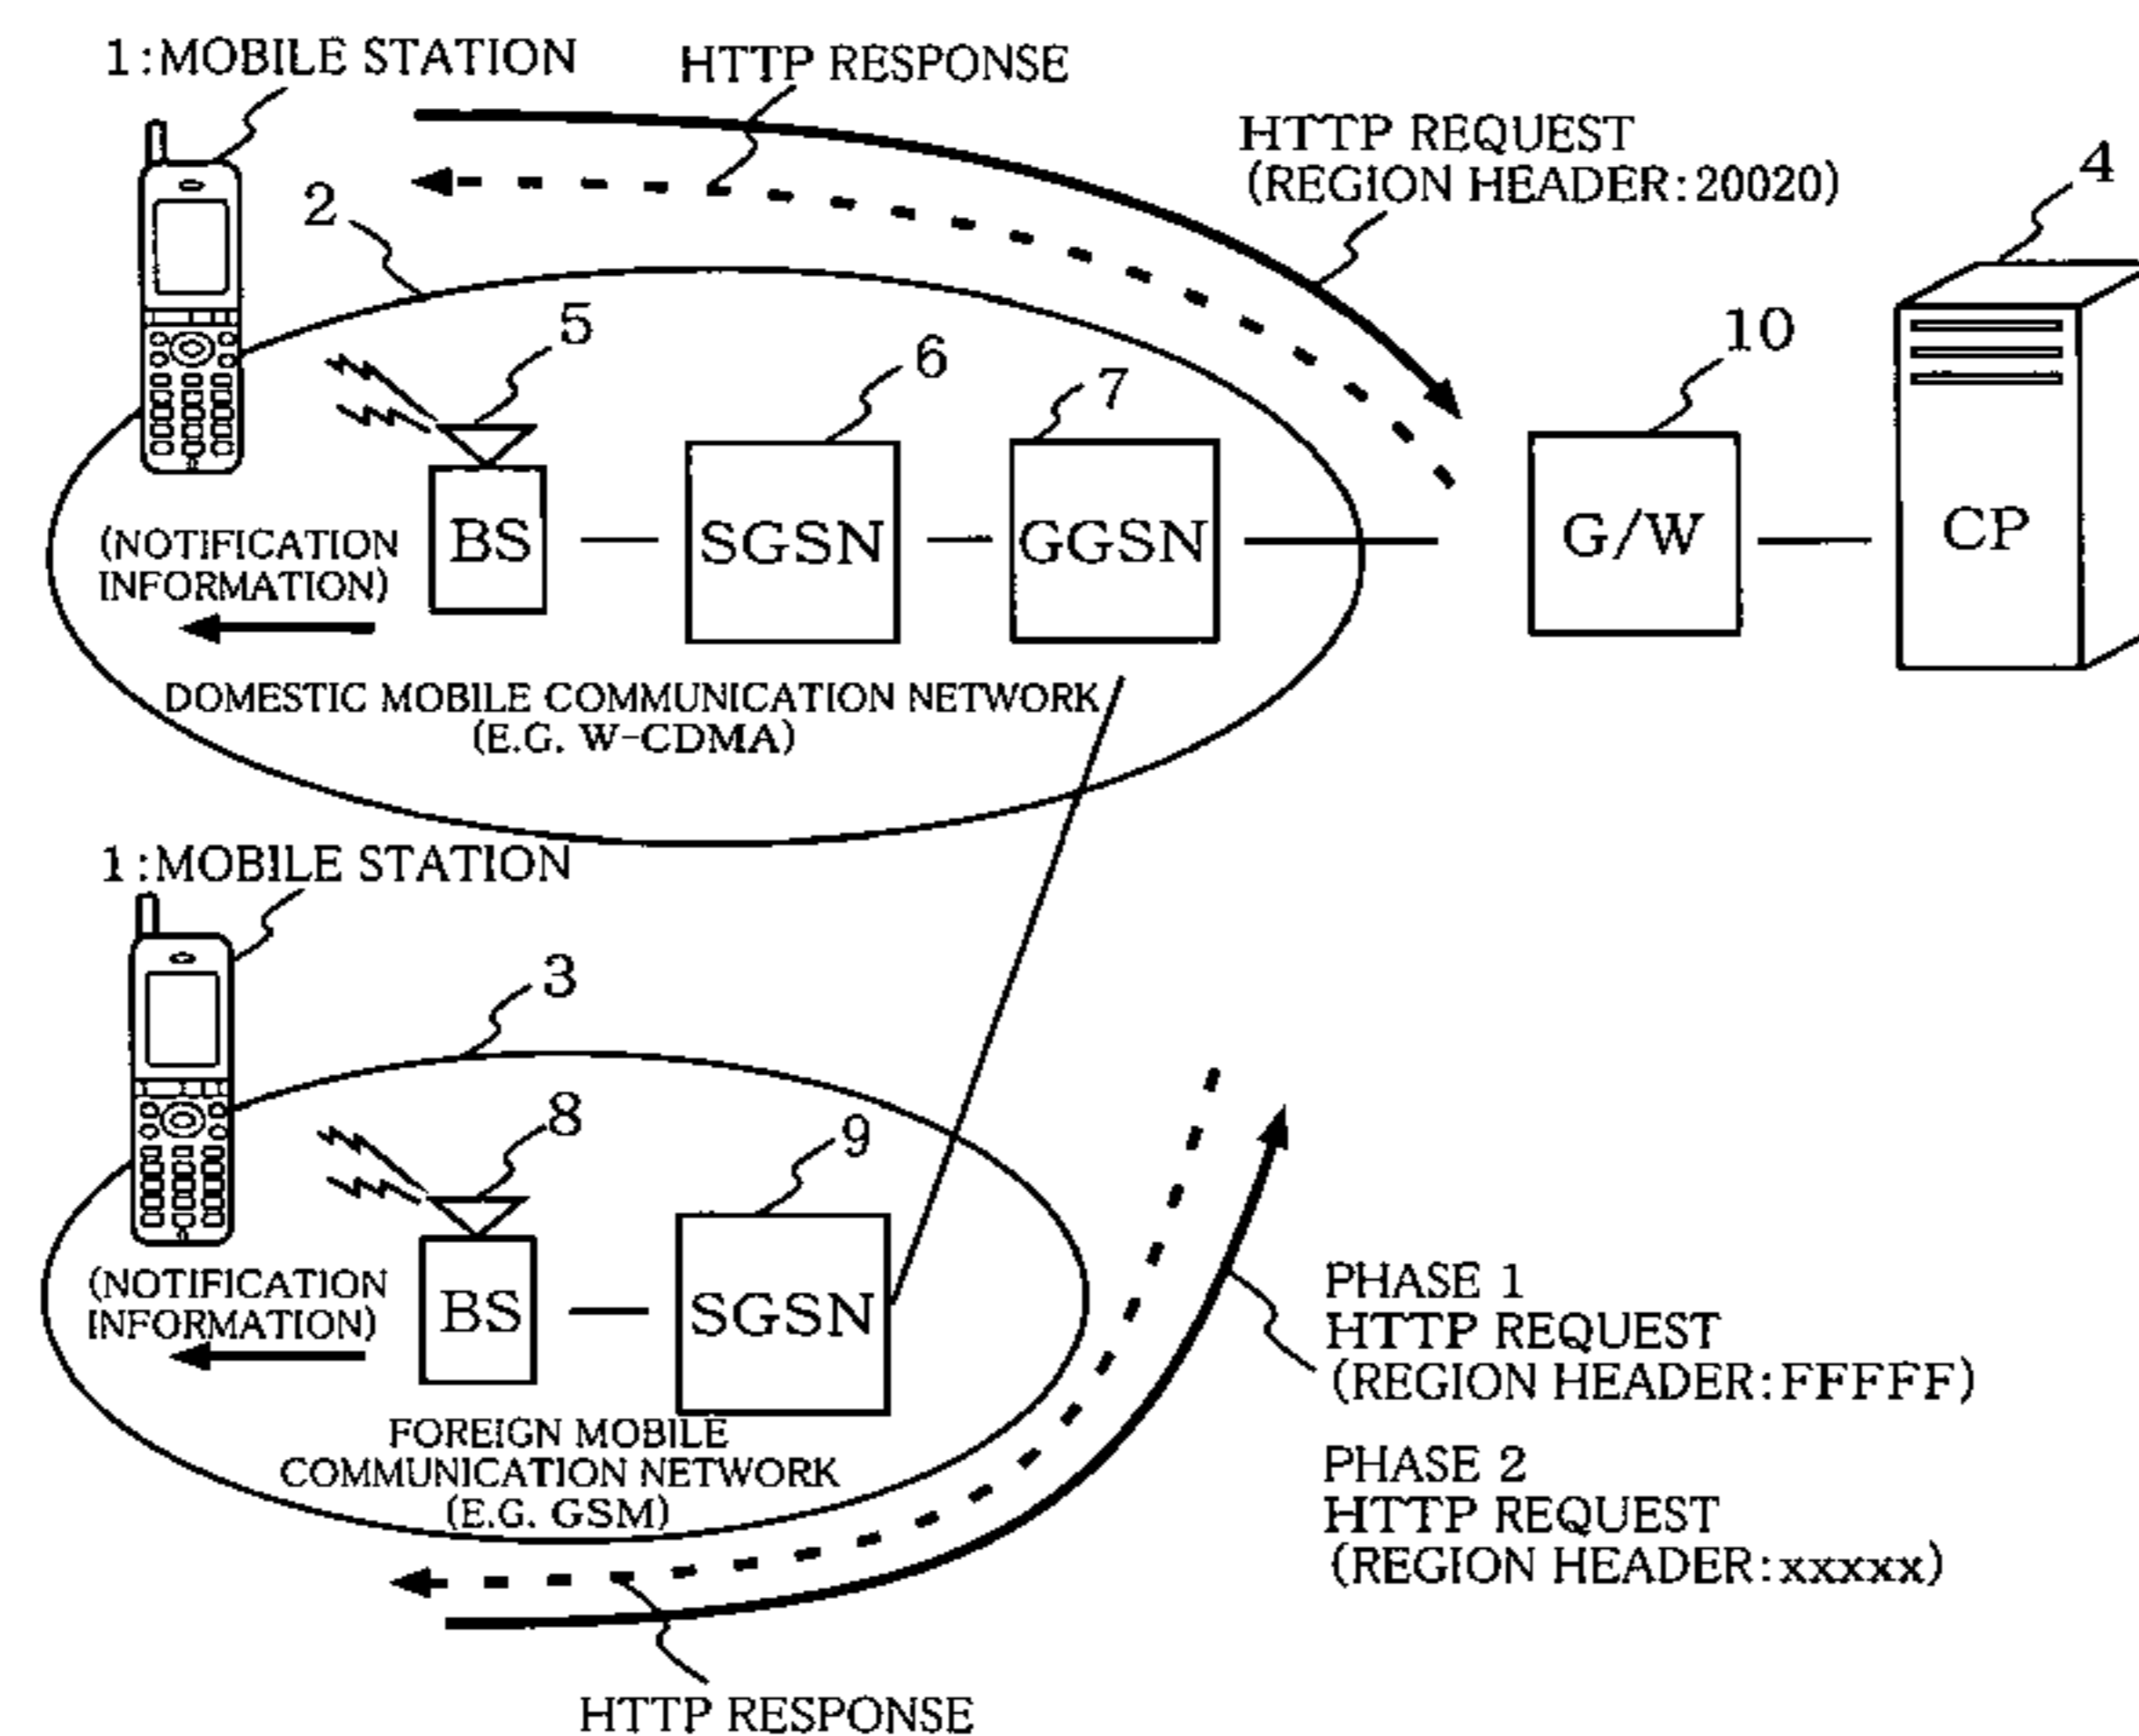 1:MOBILE STATION
HTTP RESPONSE
HTTP REQUEST
(REGION HEADER:20020)
4
2
5
6
7
10
BS
SGSN
GGSN
G/W
CP
(NOTIFICATION
INFORMATION)
DOMESTIC MOBILE COMMUNICATION NETWORK
(E.G. W-CDMA)
1:MOBILE STATION
3
8
9
BS
SGSN
(NOTIFICATION
INFORMATION)
FOREIGN MOBILE
COMMUNICATION NETWORK
(E.G. GSM)
PHASE 1
HTTP REQUEST
(REGION HEADER:FFFFF)
PHASE 2
HTTP REQUEST
(REGION HEADER:xxxxx)
HTTP RESPONSE